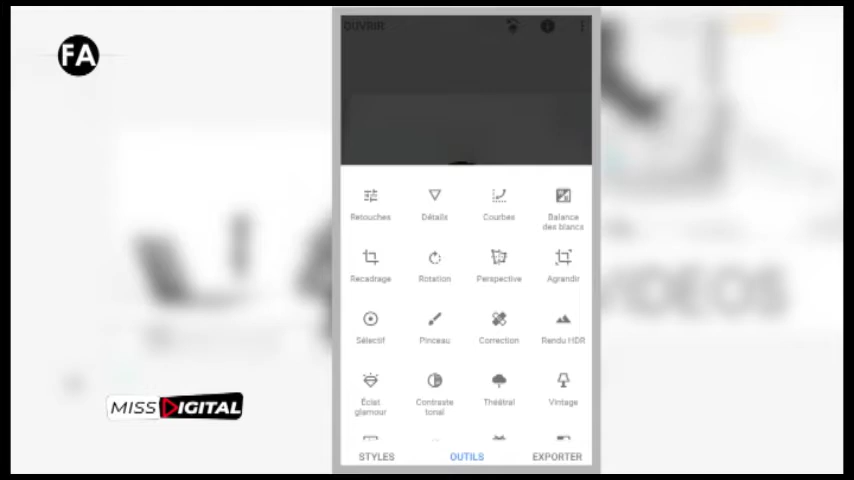 FA
OUVRIR
Retouches
Détails
Courbes
Balance des blancs
Recadrage
Rotation
Perspective
Agrandir
Sélectif
Pinceau
Correction
Rendu HDR
Éclat glamour
Contraste tonal
Théâtral
Vintage
STYLES
OUTILS
EXPORTER
MISS DIGITAL
VIDEOS